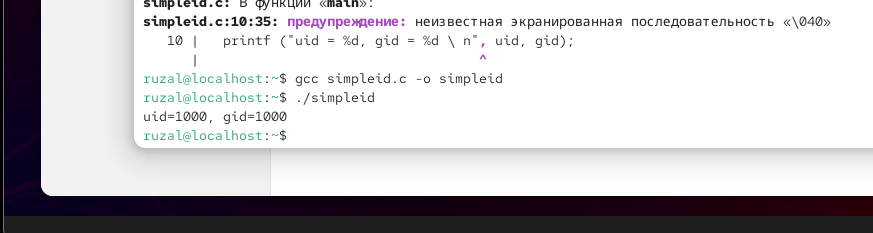 simpleid.c: В функции «main»:
simpleid.c:10:35: предупреждение: неизвестная экранированная последовательность «\040»
10 | printf ("uid = %d, gid = %d \ n", uid, gid);
| ^
ruzal@localhost:~$ gcc simpleid.c -o simpleid
ruzal@localhost:~$ ./simpleid
uid=1000, gid=1000
ruzal@localhost:~$